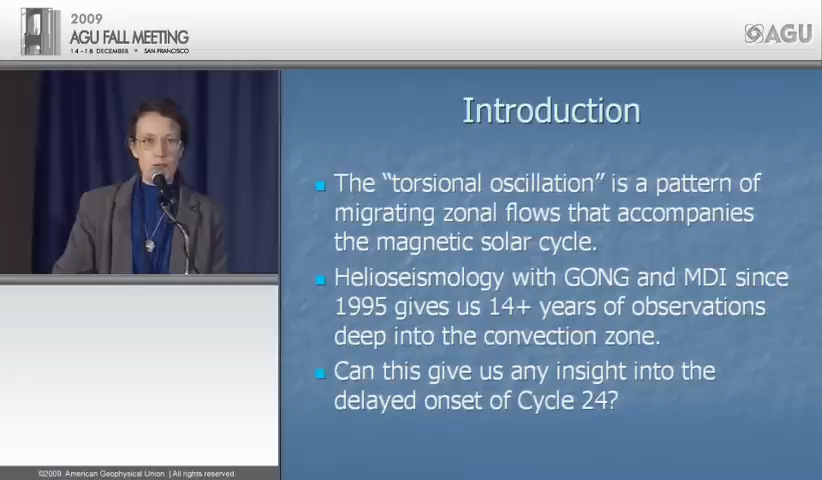 2009
AGU FALL MEETING
14–18 DECEMBER • SAN FRANCISCO
AGU
Introduction
The “torsional oscillation” is a pattern of
migrating zonal flows that accompanies
the magnetic solar cycle.
Helioseismology with GONG and MDI since
1995 gives us 14+ years of observations
deep into the convection zone.
Can this give us any insight into the
delayed onset of Cycle 24?
©2009. American Geophysical Union. | All rights reserved.